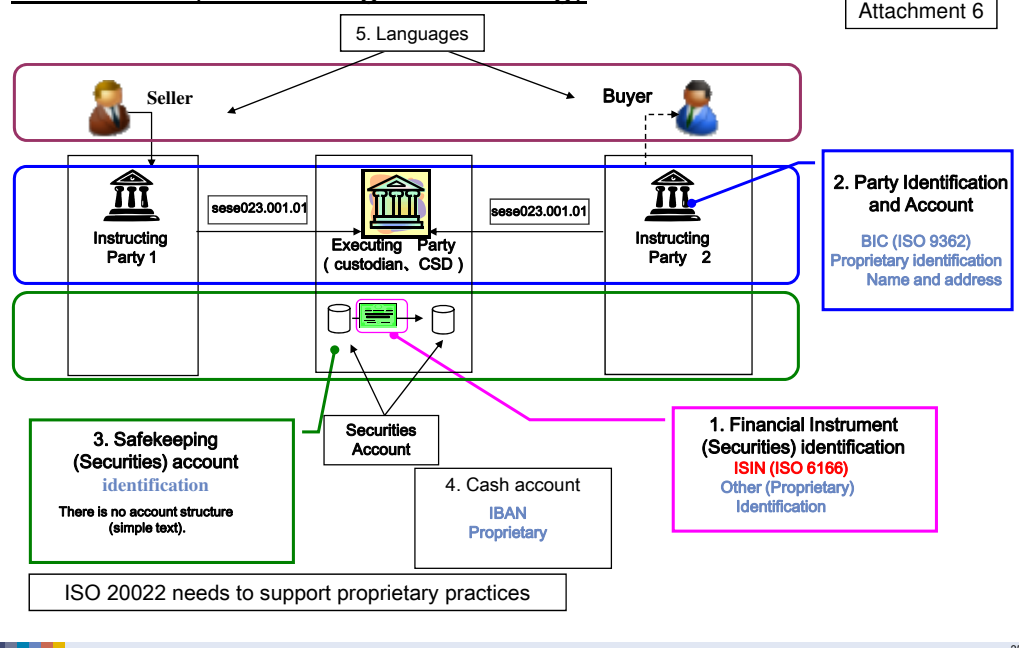 Attachment 6
5. Languages
Seller
Buyer
sese023.001.01
sese023.001.01
Instructing
Party 1
Executing Party
( custodian、CSD )
Instructing
Party 2
2. Party Identification
and Account
BIC (ISO 9362)
Proprietary identification
Name and address
3. Safekeeping
(Securities) account
identification
There is no account structure
(simple text).
Securities
Account
4. Cash account
IBAN
Proprietary
1. Financial Instrument
(Securities) identification
ISIN (ISO 6166)
Other (Proprietary)
Identification
ISO 20022 needs to support proprietary practices